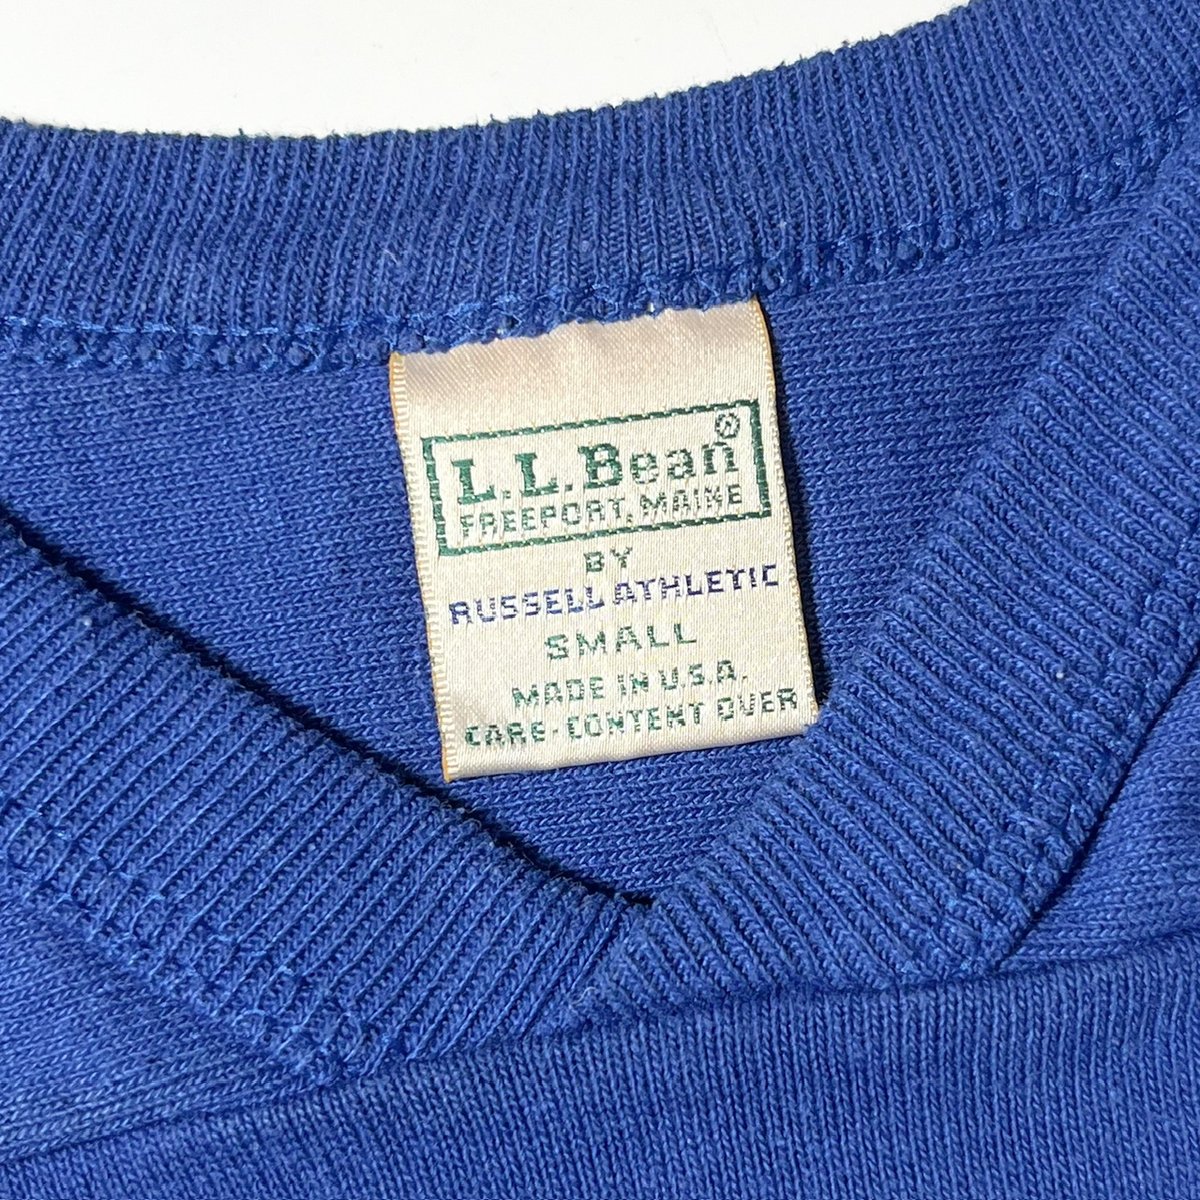 L.L.Bean®
FREEPORT, MAINE
BY
RUSSELL ATHLETIC
SMALL
MADE IN U.S.A.
CARE-CONTENT OVER